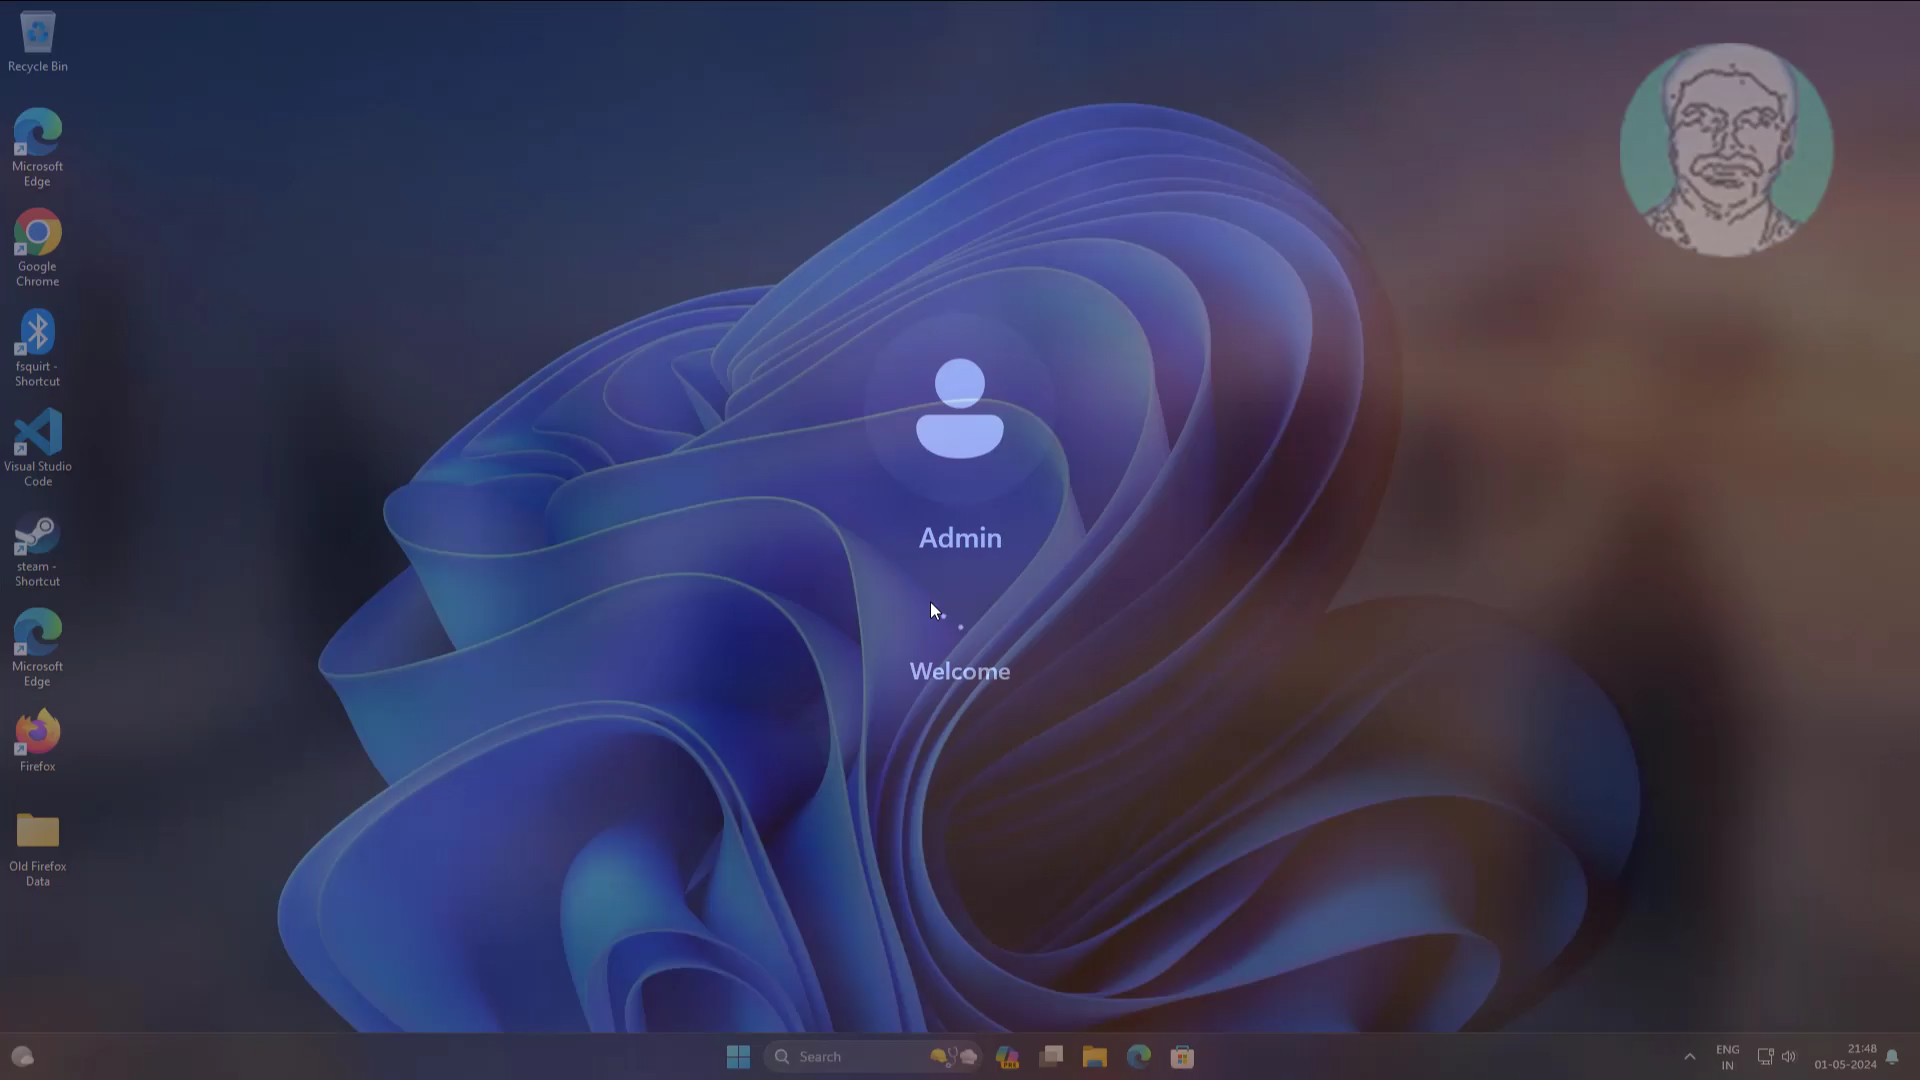 Recycle Bin
Microsoft
Edge
Google
Chrome
fsquirt -
Shortcut
Visual Studio
Code
steam -
Shortcut
Microsoft
Edge
Firefox
Old Firefox
Data
Admin
Welcome
Search
ENG
IN
21:48
01-05-2024